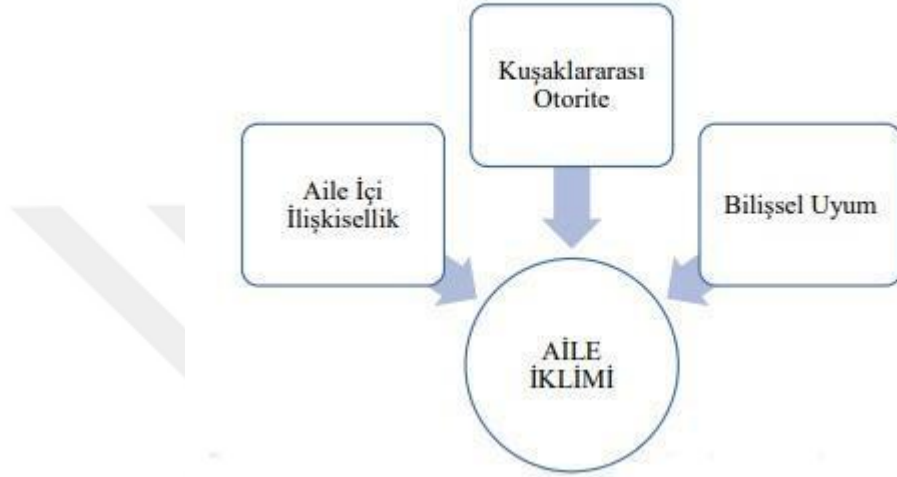 Kuşaklararası
Otorite
Aile İçi
İlişkisellik
Bilişsel Uyum
AİLE
İKLİMİ